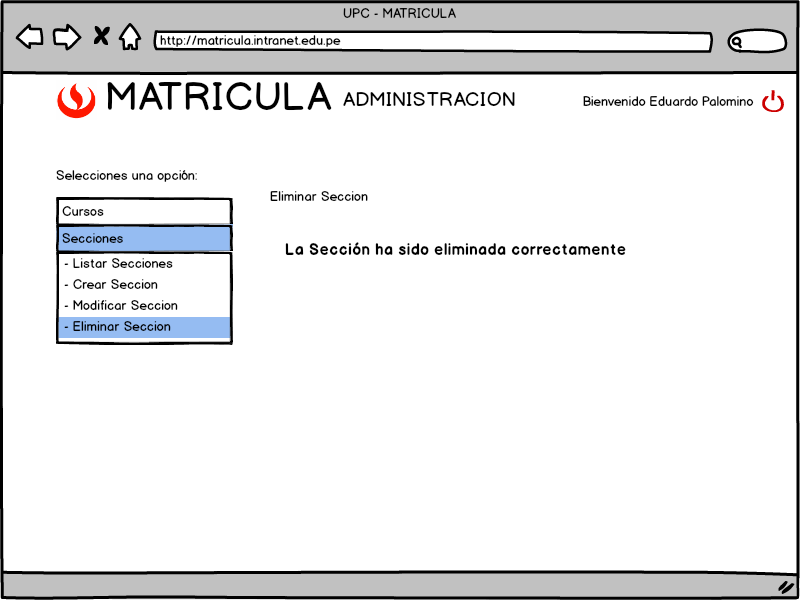 UPC - MATRICULA
http://matricula.intranet.edu.pe
MATRICULA ADMINISTRACION
Bienvenido Eduardo Palomino
Selecciones una opción:
Cursos
Secciones
- Listar Secciones
- Crear Seccion
- Modificar Seccion
- Eliminar Seccion
Eliminar Seccion
La Sección ha sido eliminada correctamente